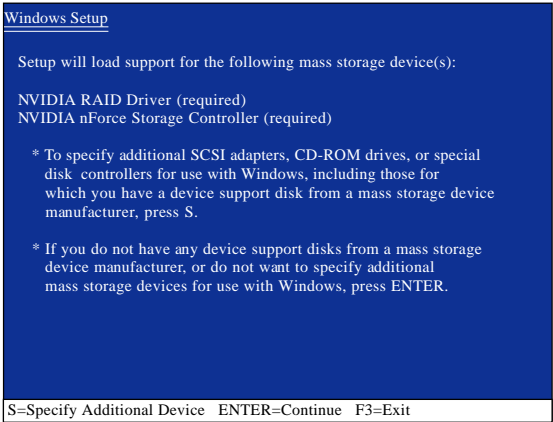 Windows Setup
Setup will load support for the following mass storage device(s):
NVIDIA RAID Driver (required)
NVIDIA nForce Storage Controller (required)
* To specify additional SCSI adapters, CD-ROM drives, or special
disk controllers for use with Windows, including those for
which you have a device support disk from a mass storage device
manufacturer, press S.
* If you do not have any device support disks from a mass storage
device manufacturer, or do not want to specify additional
mass storage devices for use with Windows, press ENTER.
S=Specify Additional Device ENTER=Continue F3=Exit